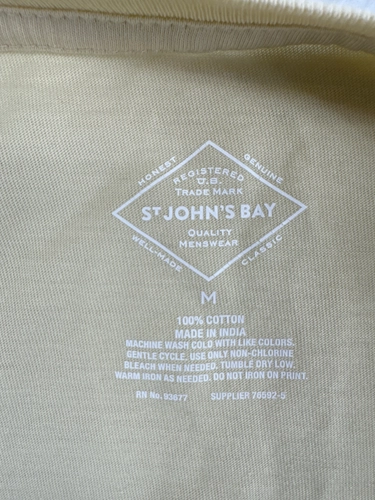 HONEST GENUINE
REGISTERED
U.S.
TRADE MARK
ST JOHN'S BAY
QUALITY
MENSWEAR
WELL-MADE CLASSIC
M
100% COTTON
MADE IN INDIA
MACHINE WASH COLD WITH LIKE COLORS.
GENTLE CYCLE. USE ONLY NON-CHLORINE
BLEACH WHEN NEEDED. TUMBLE DRY LOW.
WARM IRON AS NEEDED. DO NOT IRON ON PRINT.
RN No. 93677 SUPPLIER 76592-5